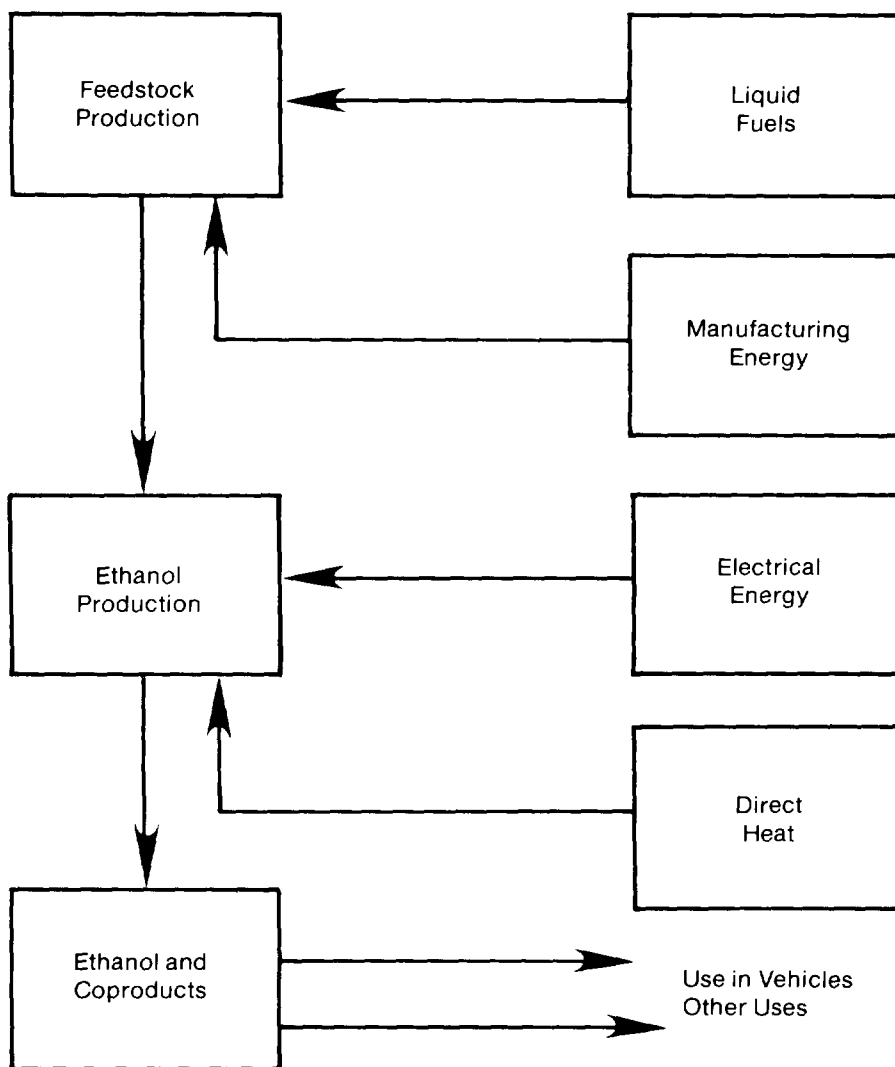 Feedstock
Production
Liquid
Fuels
Manufacturing
Energy
Ethanol
Production
Electrical
Energy
Direct
Heat
Ethanol and
Coproducts
Use in Vehicles
Other Uses